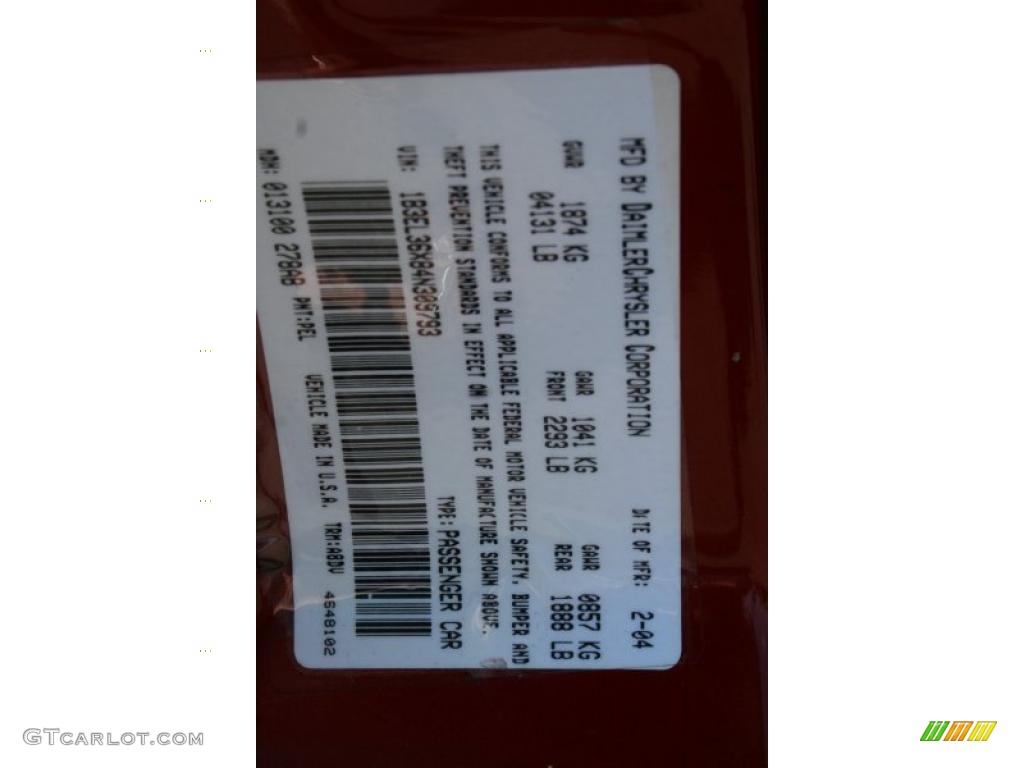 MFD BY DAIMLERCHRYSLER CORPORATION DATE OF MFR: 2-04
GVWR 1874 KG GAWR 1041 KG GAWR 0857 KG
04131 LB FRONT 2293 LB REAR 1888 LB
THIS VEHICLE CONFORMS TO ALL APPLICABLE FEDERAL MOTOR VEHICLE SAFETY, BUMPER AND
THEFT PREVENTION STANDARDS IN EFFECT ON THE DATE OF MANUFACTURE SHOWN ABOVE.
VIN: 1B3EL36X84N309793 TYPE: PASSENGER CAR
MDH: 013100 278AB PNT:PEL VEHICLE MADE IN U.S.A. TRM:A8DV 4648102
GTCARLOT.COM